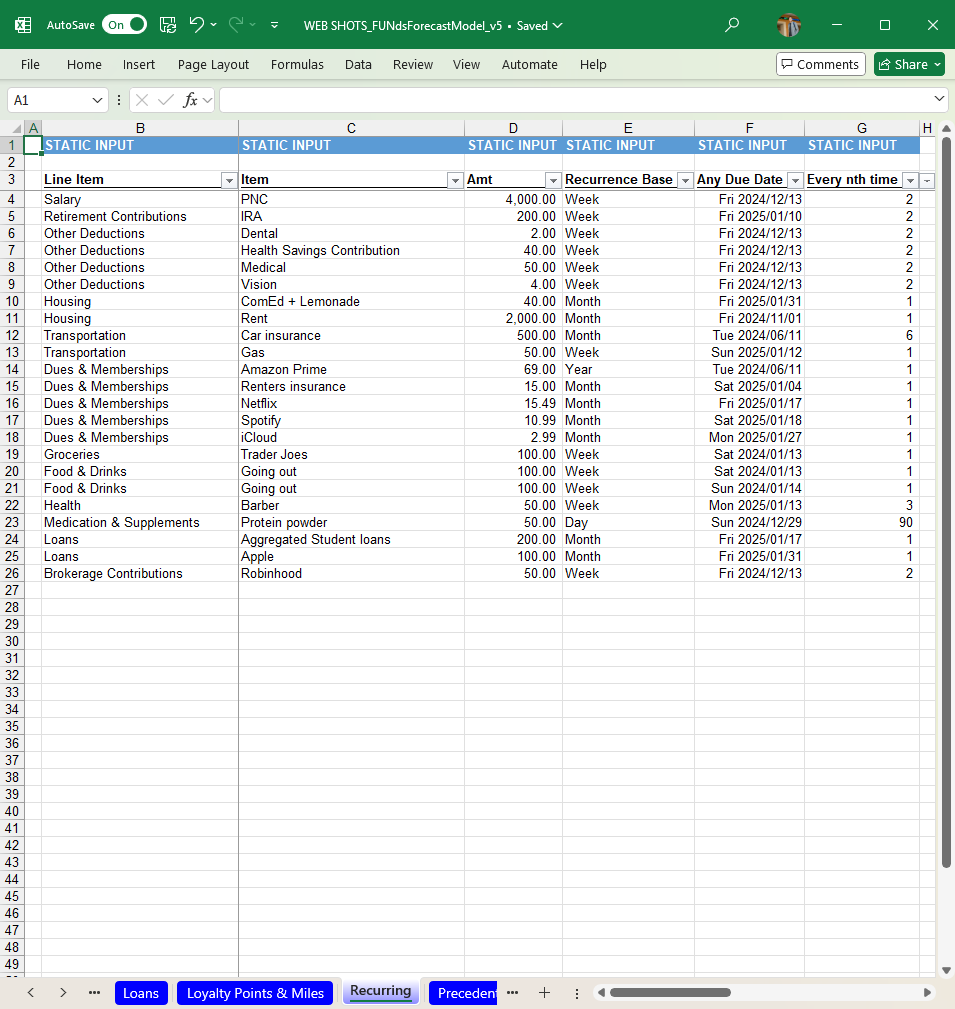 AutoSave On WEB SHOTS_FUNdsForecastModel_v5 • Saved
File Home Insert Page Layout Formulas Data Review View Automate Help Comments Share
A1 fx
A B C D E F G H
1 STATIC INPUT STATIC INPUT STATIC INPUT STATIC INPUT STATIC INPUT STATIC INPUT
2
3 Line Item Item Amt Recurrence Base Any Due Date Every nth time
4 Salary PNC 4,000.00 Week Fri 2024/12/13 2
5 Retirement Contributions IRA 200.00 Week Fri 2025/01/10 2
6 Other Deductions Dental 2.00 Week Fri 2024/12/13 2
7 Other Deductions Health Savings Contribution 40.00 Week Fri 2024/12/13 2
8 Other Deductions Medical 50.00 Week Fri 2024/12/13 2
9 Other Deductions Vision 4.00 Week Fri 2024/12/13 2
10 Housing ComEd + Lemonade 40.00 Month Fri 2025/01/31 1
11 Housing Rent 2,000.00 Month Fri 2024/11/01 1
12 Transportation Car insurance 500.00 Month Tue 2024/06/11 6
13 Transportation Gas 50.00 Week Sun 2025/01/12 1
14 Dues & Memberships Amazon Prime 69.00 Year Tue 2024/06/11 1
15 Dues & Memberships Renters insurance 15.00 Month Sat 2025/01/04 1
16 Dues & Memberships Netflix 15.49 Month Fri 2025/01/17 1
17 Dues & Memberships Spotify 10.99 Month Sat 2025/01/18 1
18 Dues & Memberships iCloud 2.99 Month Mon 2025/01/27 1
19 Groceries Trader Joes 100.00 Week Sat 2024/01/13 1
20 Food & Drinks Going out 100.00 Week Sat 2024/01/13 1
21 Food & Drinks Going out 100.00 Week Sun 2024/01/14 1
22 Health Barber 50.00 Week Mon 2025/01/13 3
23 Medication & Supplements Protein powder 50.00 Day Sun 2024/12/29 90
24 Loans Aggregated Student loans 200.00 Month Fri 2025/01/17 1
25 Loans Apple 100.00 Month Fri 2025/01/31 1
26 Brokerage Contributions Robinhood 50.00 Week Fri 2024/12/13 2
27
28
29
30
31
32
33
34
35
36
37
38
39
40
41
42
43
44
45
46
47
48
49
Loans Loyalty Points & Miles Recurring Preceden